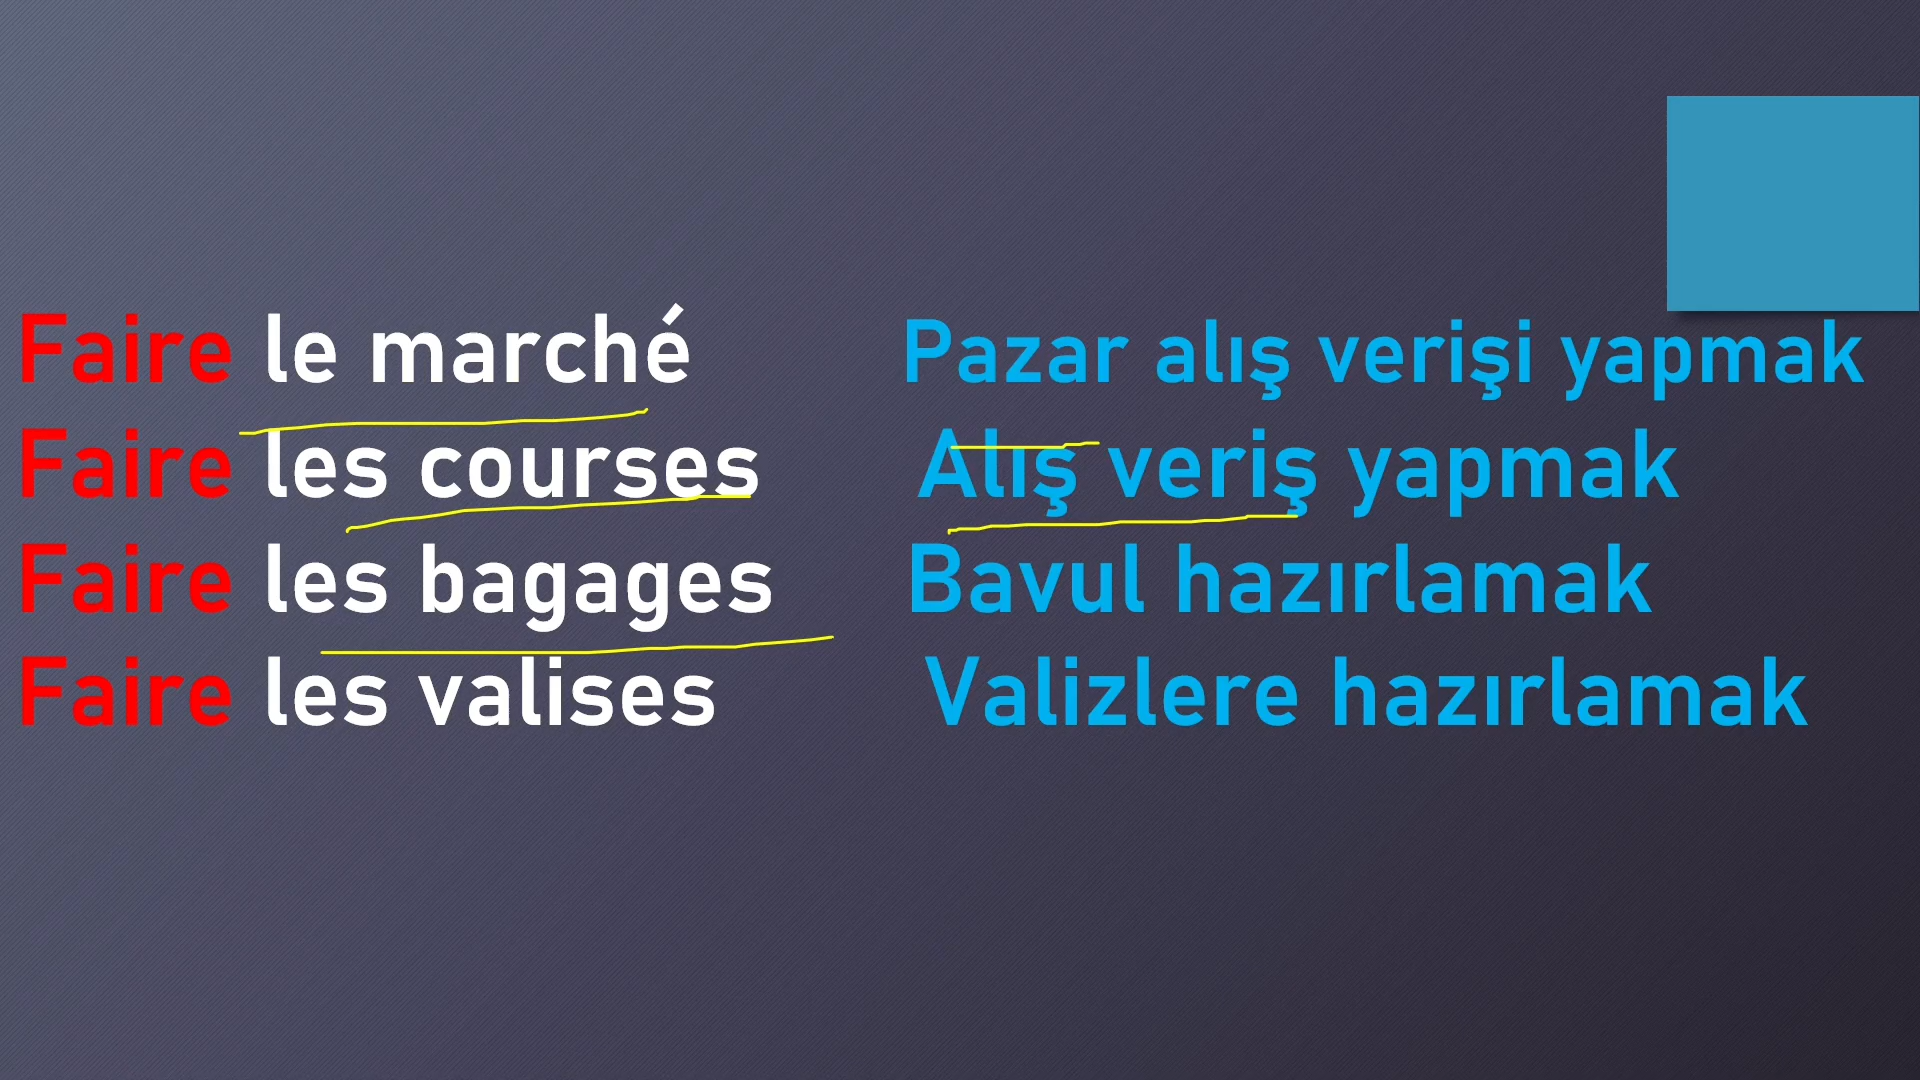 Faire le marché Pazar alış verişi yapmak
Faire les courses Alış veriş yapmak
Faire les bagages Bavul hazırlamak
Faire les valises Valizlere hazırlamak